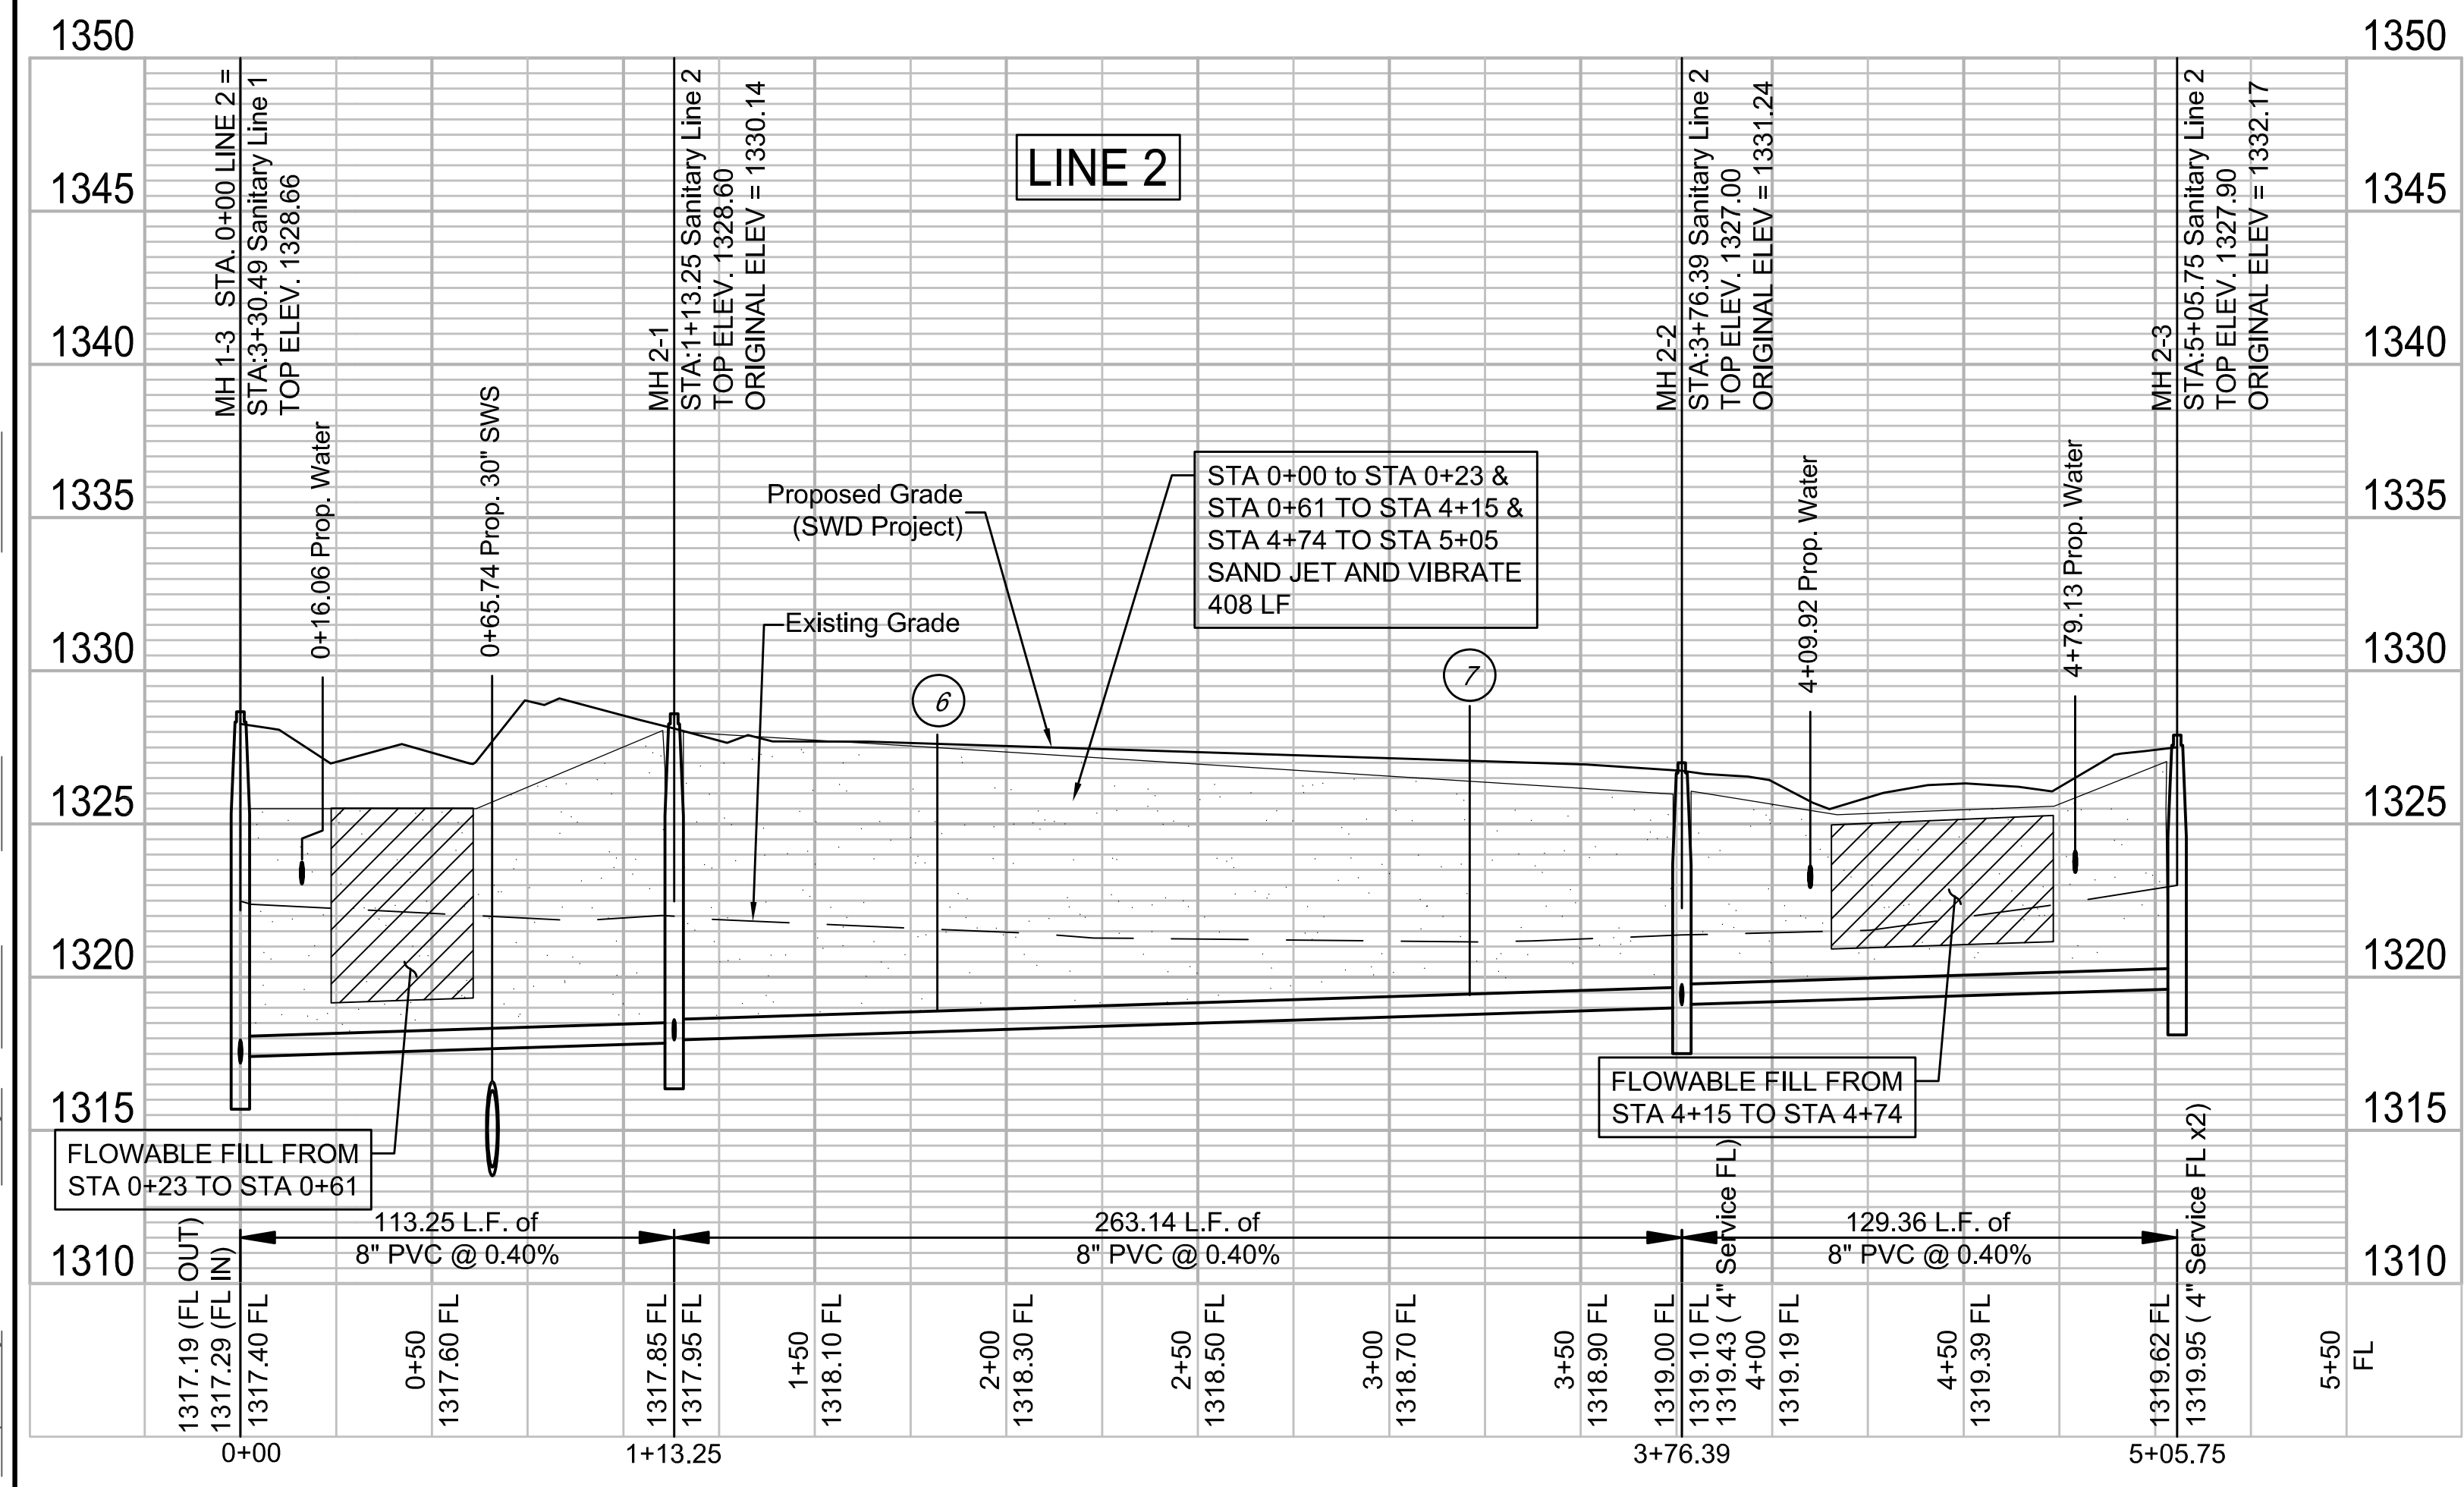 1350
1350
1345
1345
1340
1340
1335
1335
1330
1330
1325
1325
1320
1320
1315
1315
1310
1310
MH 1-3   STA. 0+00 LINE 2 =
STA:3+30.49 Sanitary Line 1
TOP ELEV. 1328.66
MH 2-1
STA:1+13.25 Sanitary Line 2
TOP ELEV. 1328.60
ORIGINAL ELEV = 1330.14
LINE 2
MH 2-2
STA:3+76.39 Sanitary Line 2
TOP ELEV. 1327.00
ORIGINAL ELEV = 1331.24
MH 2-3
STA:5+05.75 Sanitary Line 2
TOP ELEV. 1327.90
ORIGINAL ELEV = 1332.17
0+16.06 Prop. Water
0+65.74 Prop. 30" SWS
Proposed Grade
(SWD Project)
Existing Grade
STA 0+00 to STA 0+23 &
STA 0+61 TO STA 4+15 &
STA 4+74 TO STA 5+05
SAND JET AND VIBRATE
408 LF
6
7
4+09.92 Prop. Water
4+79.13 Prop. Water
FLOWABLE FILL FROM
STA 0+23 TO STA 0+61
FLOWABLE FILL FROM
STA 4+15 TO STA 4+74
113.25 L.F. of
8" PVC @ 0.40%
263.14 L.F. of
8" PVC @ 0.40%
129.36 L.F. of
8" PVC @ 0.40%
1317.19 (FL OUT)
1317.29 (FL IN)
1317.40 FL
0+50
1317.60 FL
1317.85 FL
1317.95 FL
1+50
1318.10 FL
2+00
1318.30 FL
2+50
1318.50 FL
3+00
1318.70 FL
3+50
1318.90 FL
1319.00 FL
1319.10 FL
1319.43 ( 4" Service FL)
4+00
1319.19 FL
4+50
1319.39 FL
1319.62 FL
1319.95 ( 4" Service FL x2)
5+50
FL
0+00
1+13.25
3+76.39
5+05.75